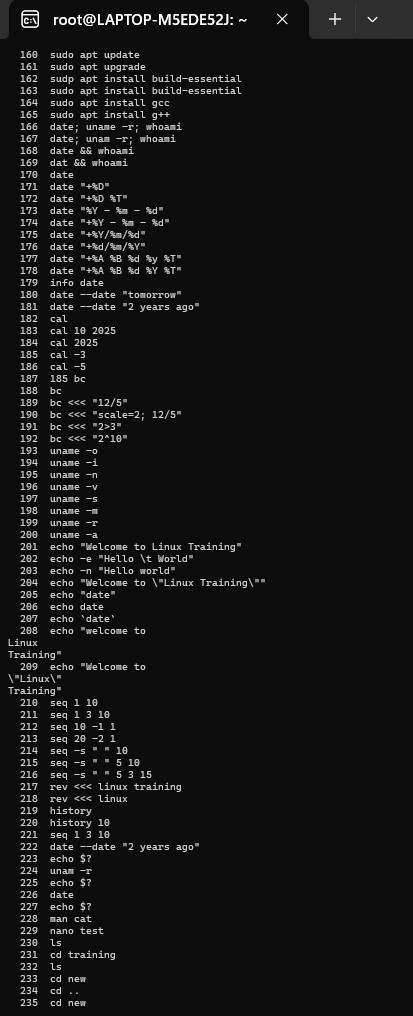 root@LAPTOP-M5EDE52J: ~
160 sudo apt update
161 sudo apt upgrade
162 sudp apt install build-essential
163 sudo apt install build-essential
164 sudo apt install gcc
165 sudo apt install g++
166 date; uname -r; whoami
167 date; unam -r; whoami
168 date && whoami
169 dat && whoami
170 date
171 date "+%D"
172 date "+%D %T"
173 date "%Y - %m - %d"
174 date "+%Y - %m - %d"
175 date "+%Y/%m/%d"
176 date "+%d/%m/%Y"
177 date "+%A %B %d %y %T"
178 date "+%A %B %d %Y %T"
179 info date
180 date --date "tomorrow"
181 date --date "2 years ago"
182 cal
183 cal 10 2025
184 cal 2025
185 cal -3
186 cal -5
187 185 bc
188 bc
189 bc <<< "12/5"
190 bc <<< "scale=2; 12/5"
191 bc <<< "2>3"
192 bc <<< "2^10"
193 uname -o
194 uname -i
195 uname -n
196 uname -v
197 uname -s
198 uname -m
199 uname -r
200 uname -a
201 echo "Welcome to Linux Training"
202 echo -e "Hello \t World"
203 echo -n "Hello world"
204 echo "Welcome to \"Linux Training\""
205 echo "date"
206 echo date
207 echo `date`
208 echo "welcome to
Linux
Training"
209 echo "Welcome to
\"Linux\"
Training"
210 seq 1 10
211 seq 1 3 10
212 seq 10 -1 1
213 seq 20 -2 1
214 seq -s " " 10
215 seq -s " " 5 10
216 seq -s " " 5 3 15
217 rev <<< linux training
218 rev <<< linux
219 history
220 history 10
221 seq 1 3 10
222 date --date "2 years ago"
223 echo $?
224 unam -r
225 echo $?
226 date
227 echo $?
228 man cat
229 nano test
230 ls
231 cd training
232 ls
233 cd new
234 cd ..
235 cd new